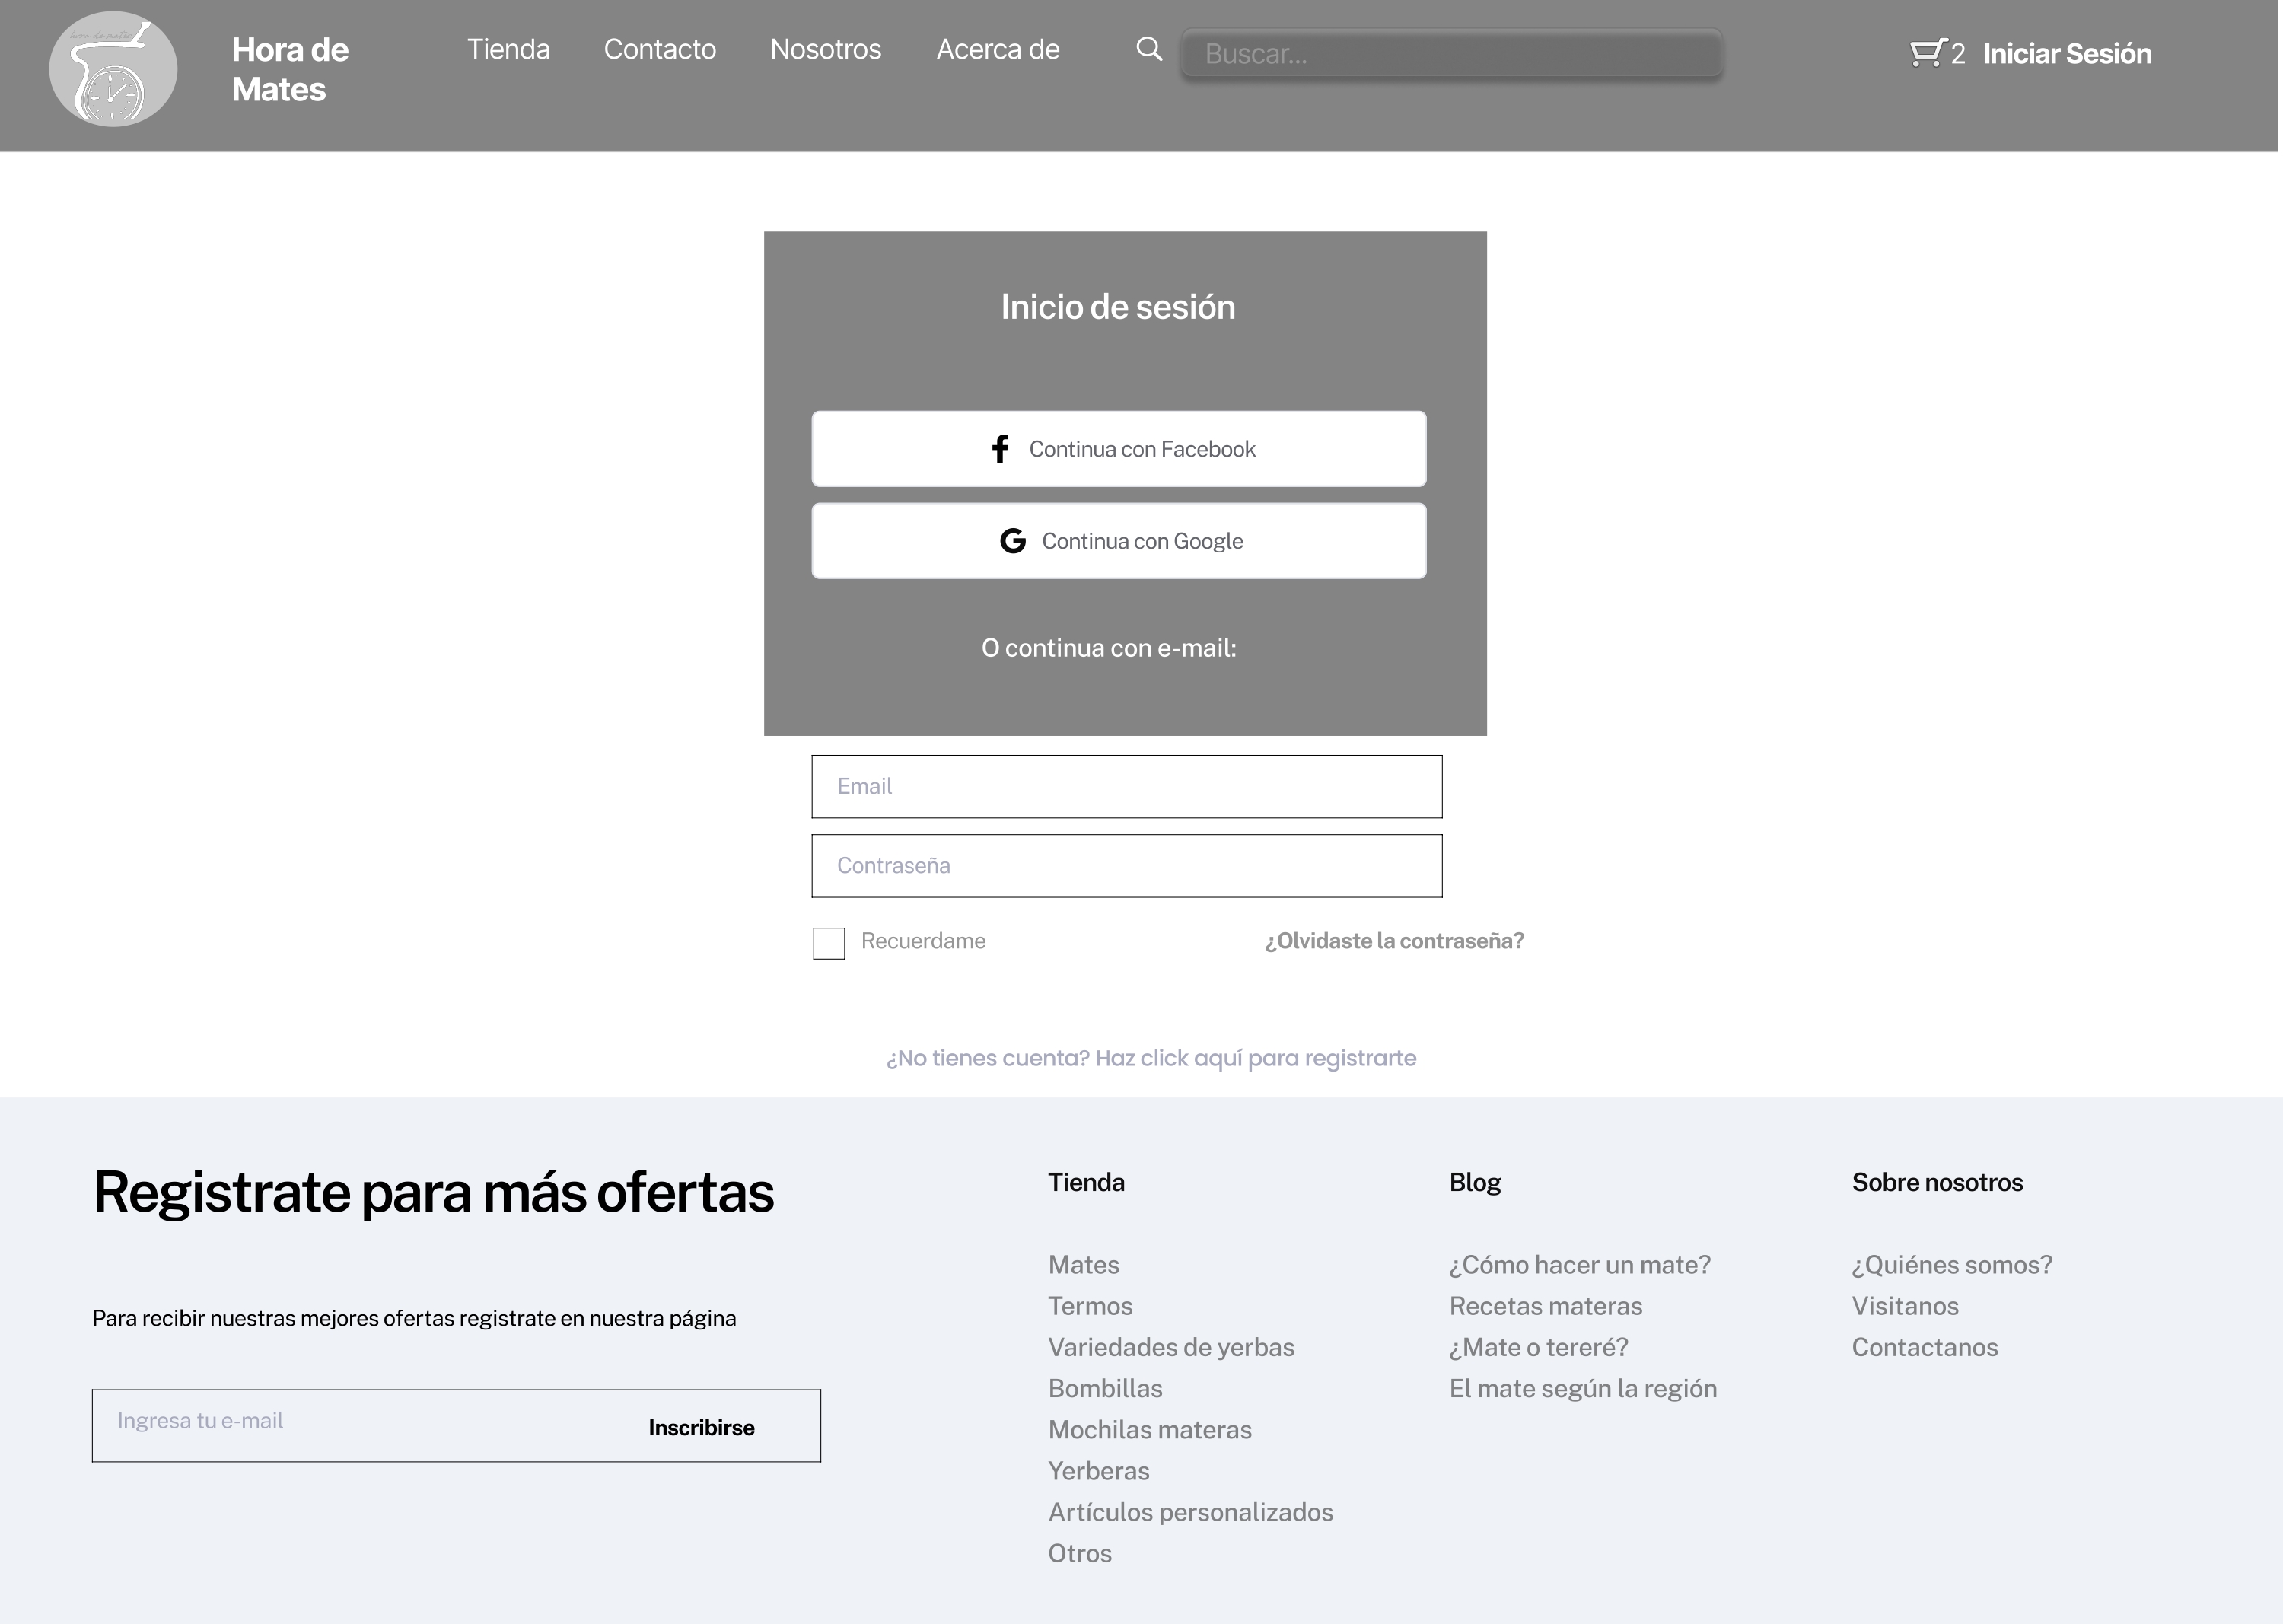 hora de mates
Hora de
Mates
Tienda
Contacto
Nosotros
Acerca de
Buscar...
2
Iniciar Sesión
Inicio de sesión
Continua con Facebook
Continua con Google
O continua con e-mail:
Email
Contraseña
Recuerdame
¿Olvidaste la contraseña?
¿No tienes cuenta? Haz click aquí para registrarte
Registrate para más ofertas
Para recibir nuestras mejores ofertas registrate en nuestra página
Ingresa tu e-mail
Inscribirse
Tienda
Mates
Termos
Variedades de yerbas
Bombillas
Mochilas materas
Yerberas
Artículos personalizados
Otros
Blog
¿Cómo hacer un mate?
Recetas materas
¿Mate o tereré?
El mate según la región
Sobre nosotros
¿Quiénes somos?
Visitanos
Contactanos